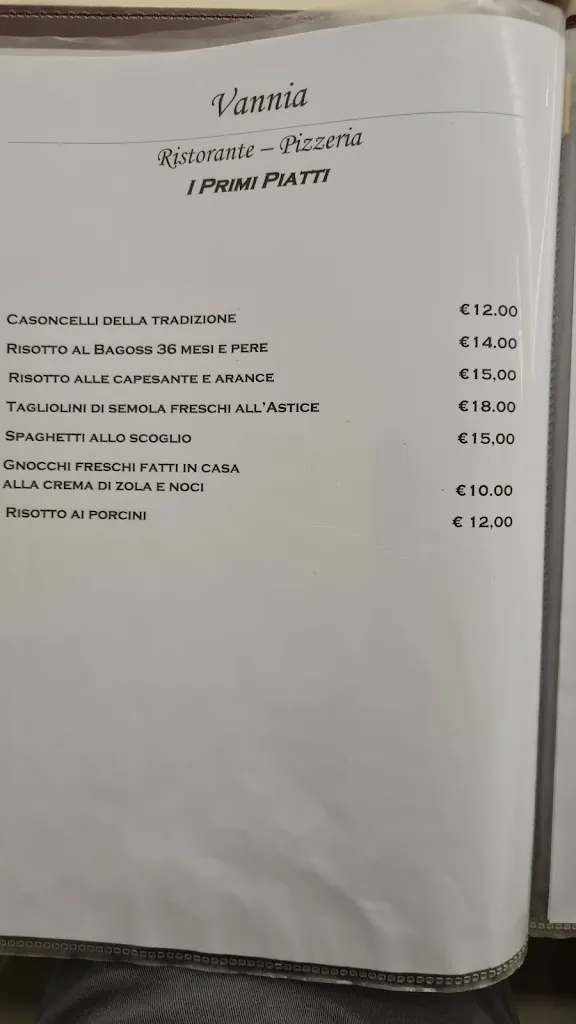 Vannia
Ristorante – Pizzeria
I PRIMI PIATTI
CASONCELLI DELLA TRADIZIONE €12.00
RISOTTO AL BAGOSS 36 MESI E PERE €14.00
RISOTTO ALLE CAPESANTE E ARANCE €15,00
TAGLIOLINI DI SEMOLA FRESCHI ALL'ASTICE €18.00
SPAGHETTI ALLO SCOGLIO €15,00
GNOCCHI FRESCHI FATTI IN CASA
ALLA CREMA DI ZOLA E NOCI €10.00
RISOTTO AI PORCINI € 12,00